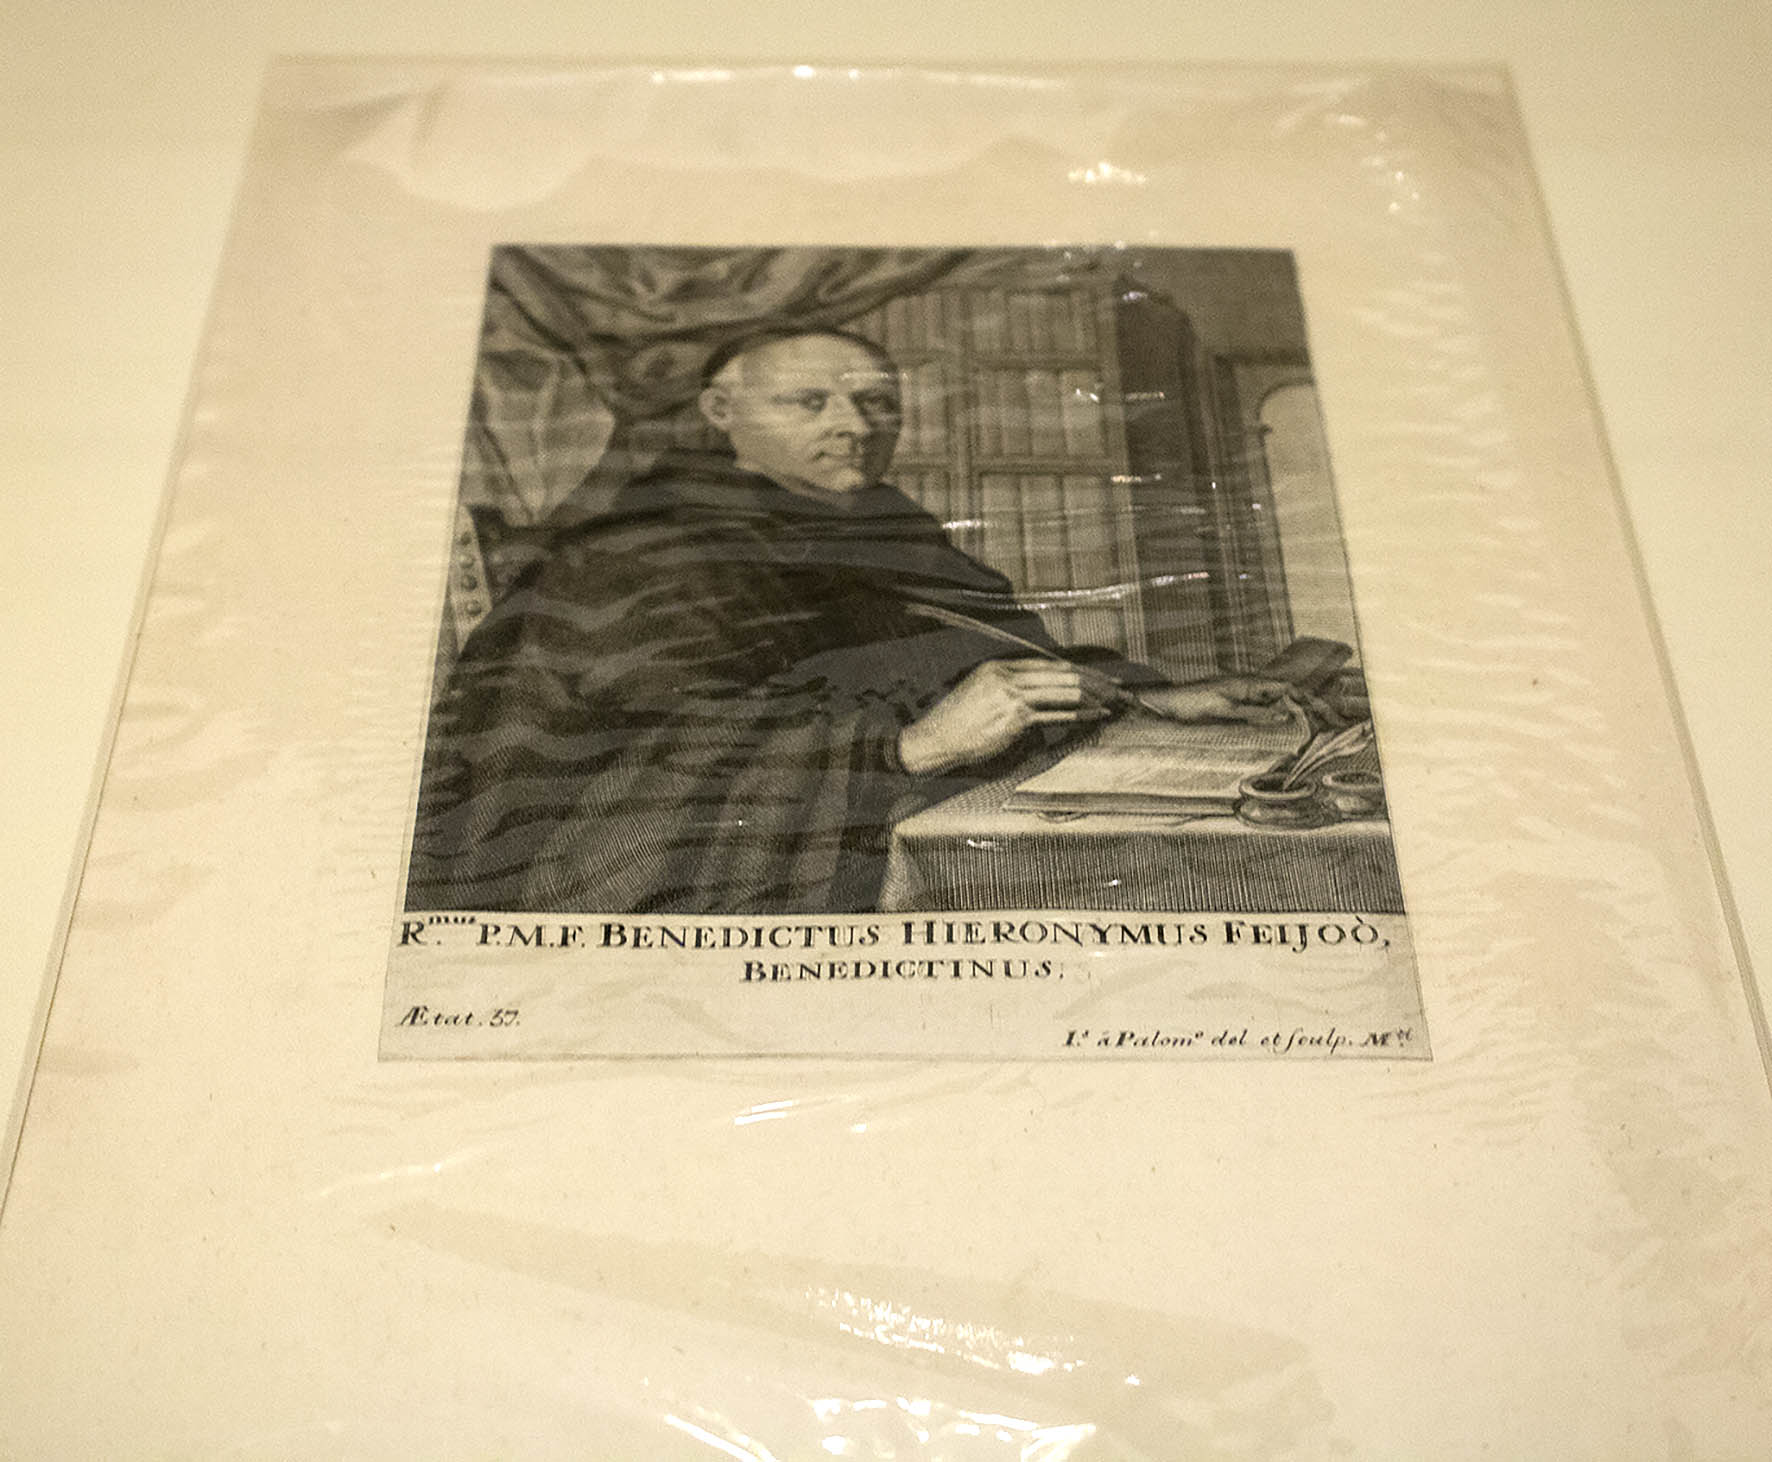 R.mus P.M.F. BENEDICTUS HIERONYMUS FEIJOÒ,
BENEDICTINUS.
Ætat. 57.
I.s á Palom.o del et ſculp. M.ti